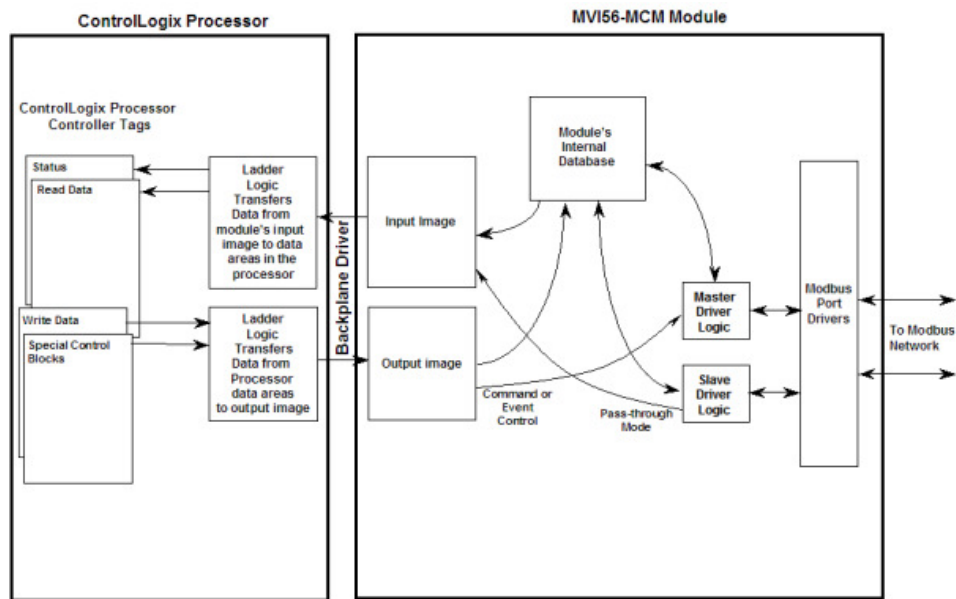 ControlLogix Processor
MVI56-MCM Module
ControlLogix Processor
Controller Tags
Status
Read Data
Write Data
Special Control
Blocks
Ladder
Logic
Transfers
Data from
module's input
image to data
areas in the
processor
Ladder
Logic
Transfers
Data from
Processor
data areas
to output image
Backplane Driver
Input Image
Output image
Module's
Internal
Database
Command or
Event
Control
Pass-through
Mode
Master
Driver
Logic
Slave
Driver
Logic
Modbus
Port
Drivers
To Modbus
Network